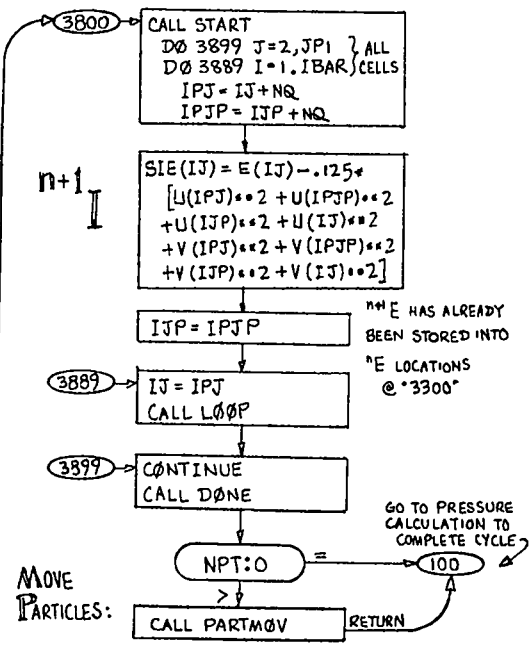 3800
CALL START
DØ 3899 J=2,JP1 } ALL
DØ 3889 I=1.IBAR } CELLS
IPJ = IJ+NQ
IPJP = IJP+NQ
n+1 I
SIE(IJ) = E(IJ)-.125*
[U(IPJ)**2 + U(IPJP)**2
+U(IJP)**2 + U(IJ)**2
+V(IPJ)**2 + V(IPJP)**2
+V(IJP)**2 + V(IJ)**2]
IJP = IPJP
n+1 E HAS ALREADY
BEEN STORED INTO
nE LOCATIONS
@ "3300"
3889
IJ = IPJ
CALL LØØP
3899
CØNTINUE
CALL DØNE
GO TO PRESSURE
CALCULATION TO
COMPLETE CYCLE
NPT:O
=
100
>
MOVE
PARTICLES:
CALL PARTMØV
RETURN